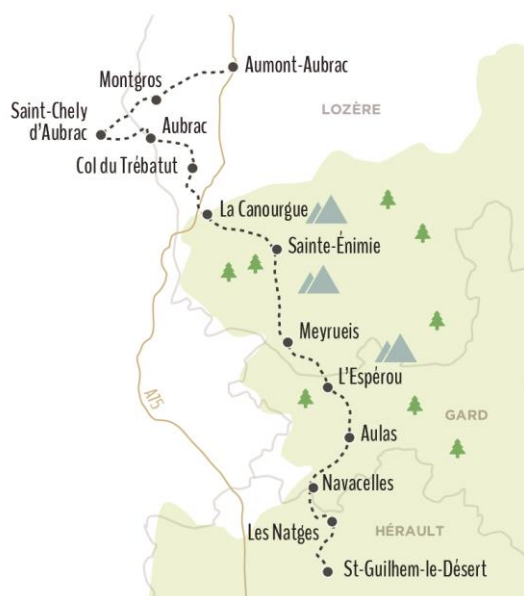 Aumont-Aubrac
Montgros
LOZÈRE
Saint-Chely
d'Aubrac
Aubrac
Col du Trébatut
La Canourgue
Sainte-Énimie
Meyrueis
L'Espérou
A75
GARD
Aulas
Navacelles
Les Natges
HÉRAULT
St-Guilhem-le-Désert